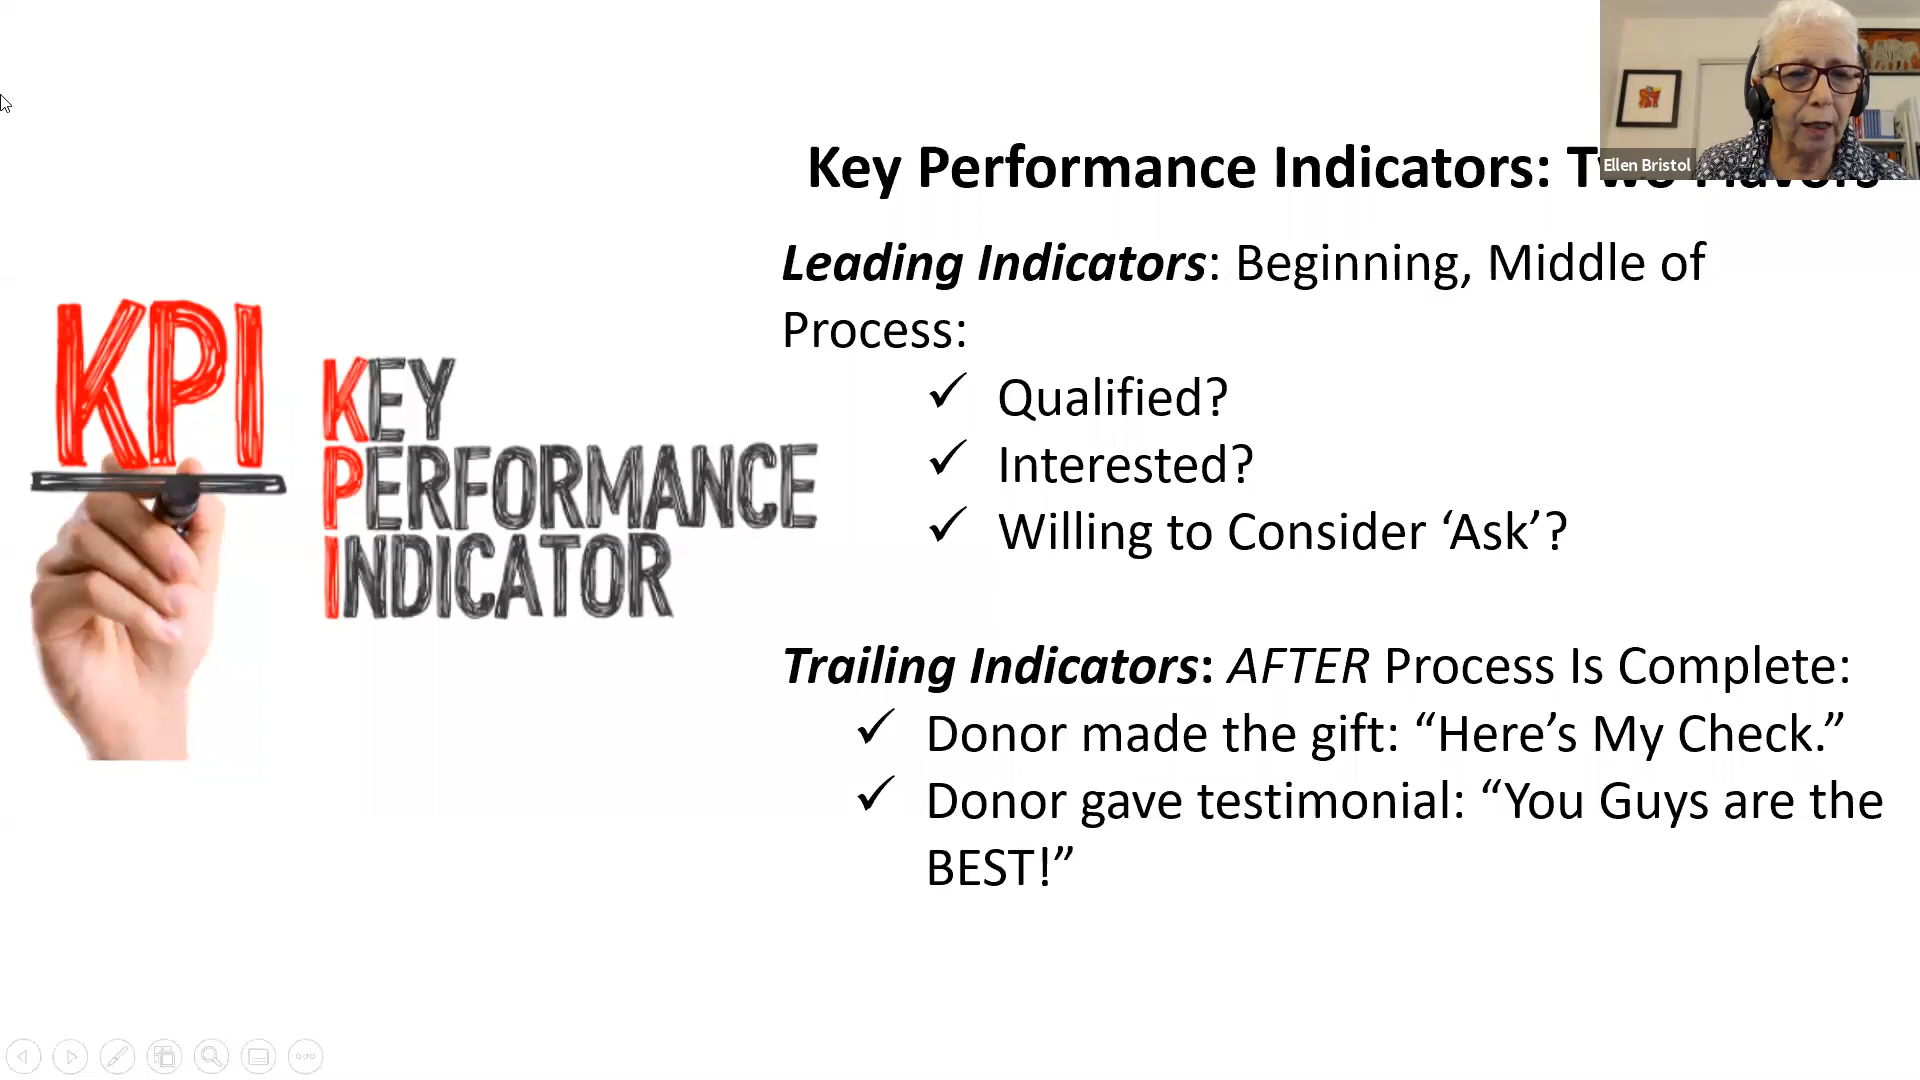 Key Performance Indicators:
Ellen Bristol
Leading Indicators: Beginning, Middle of
Process:
✓ Qualified?
✓ Interested?
✓ Willing to Consider ‘Ask’?
Trailing Indicators: AFTER Process Is Complete:
✓ Donor made the gift: “Here’s My Check.”
✓ Donor gave testimonial: “You Guys are the
BEST!”
KPI
KEY
PERFORMANCE
INDICATOR